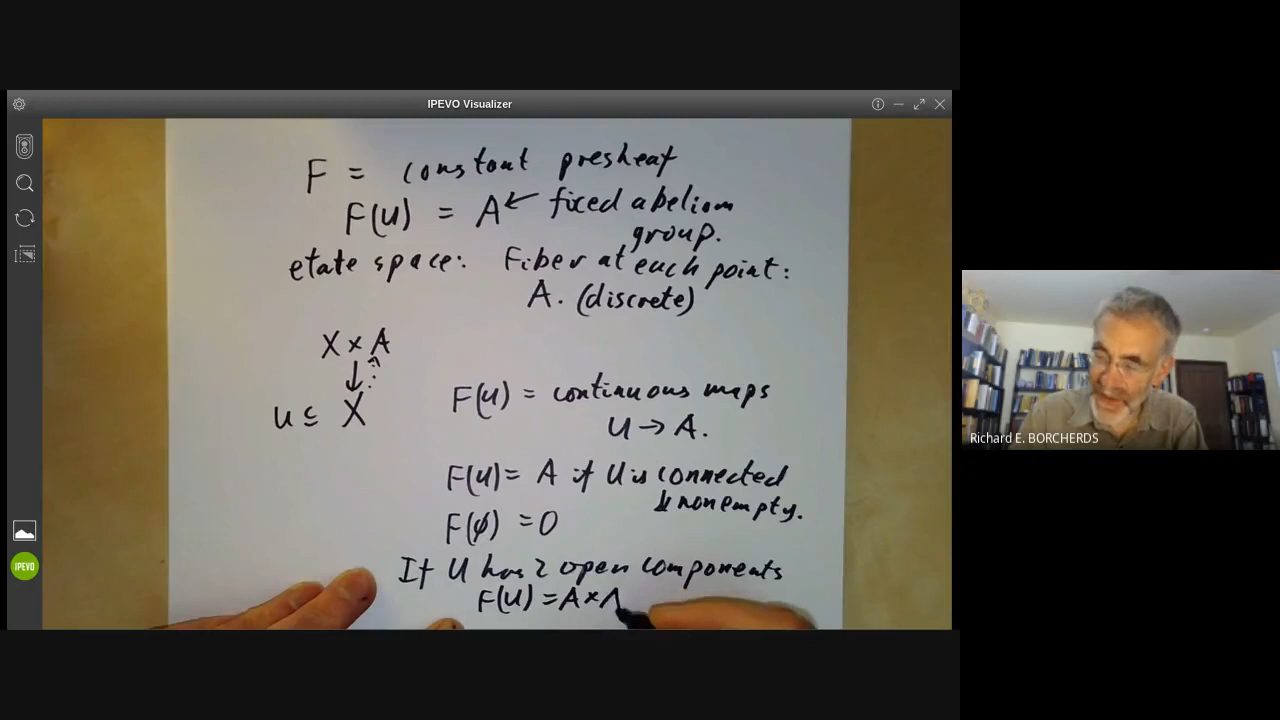 IPEVO Visualizer
F = constant presheaf
F(U) = A ← fixed abelian
group.
etale space: Fiber at each point:
A. (discrete)
X × A
↓
U ⊆ X
F(U) = continuous maps
U → A.
F(U) = A if U is connected
& nonempty.
F(φ) = 0
If U has 2 open components
F(U) = A × A
IPEVO
Richard E. BORCHERDS